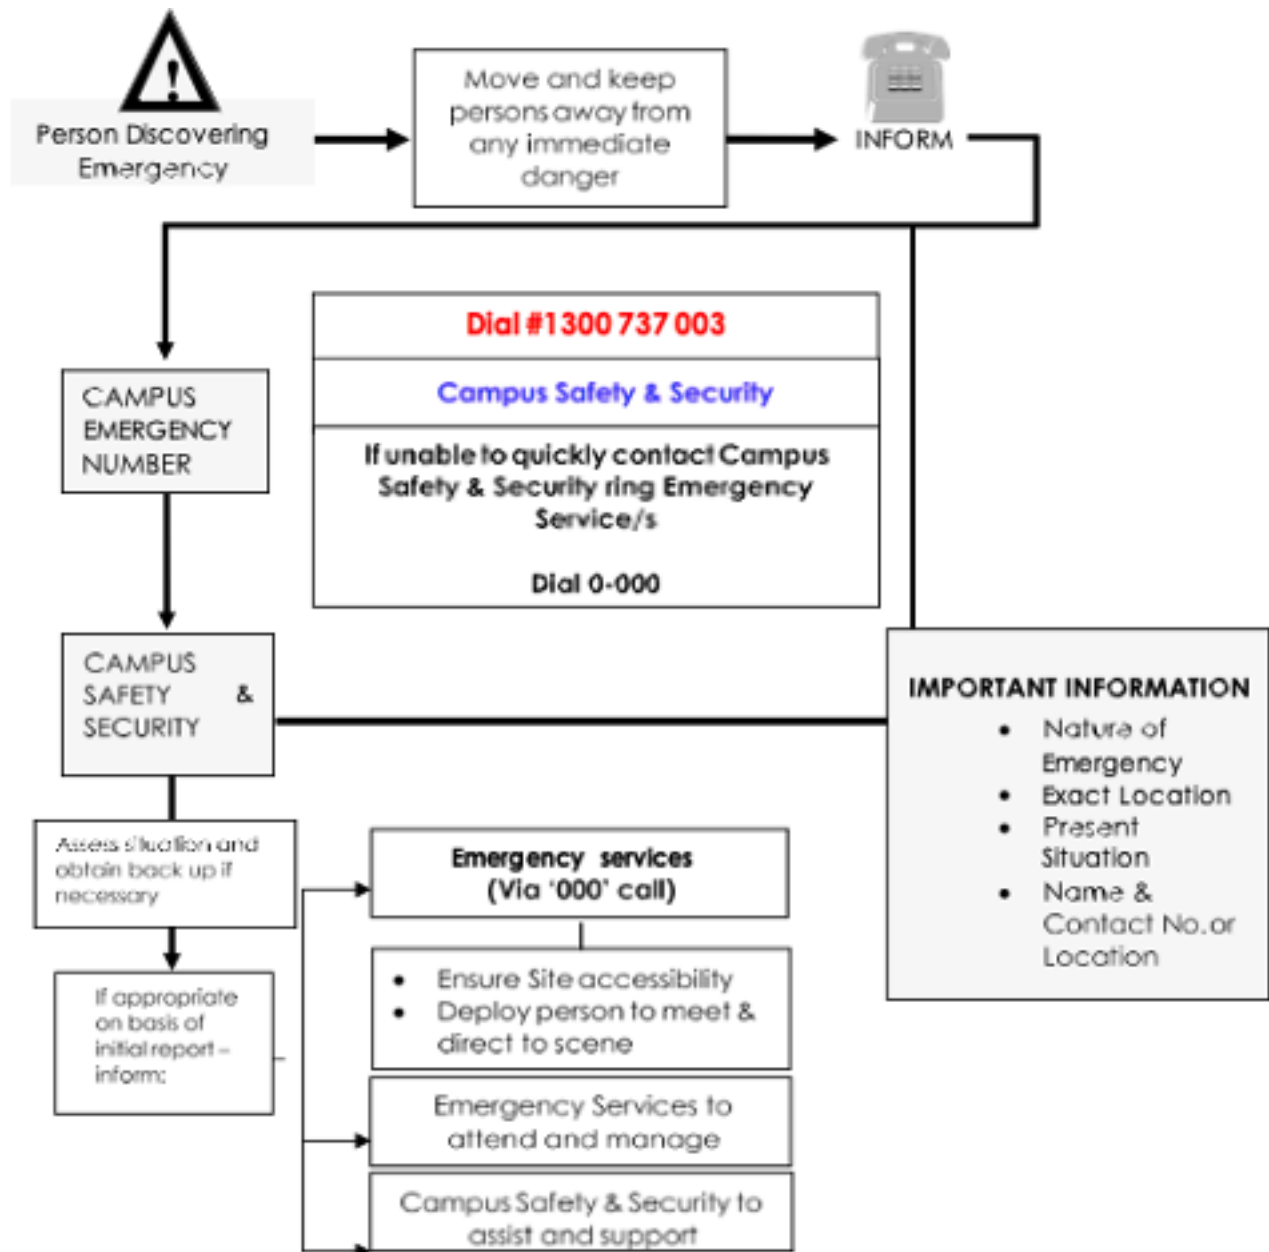 !
Person Discovering
Emergency
Move and keep
persons away from
any immediate
danger
INFORM
Dial #1300 737 003
Campus Safety & Security
If unable to quickly contact Campus
Safety & Security ring Emergency
Service/s
Dial 0-000
CAMPUS
EMERGENCY
NUMBER
CAMPUS
SAFETY &
SECURITY
IMPORTANT INFORMATION
• Nature of
Emergency
• Exact Location
• Present
Situation
• Name &
Contact No.or
Location
Assess situation and
obtain back up if
necessary
If appropriate
on basis of
initial report –
inform:
Emergency services
(Via ‘000’ call)
• Ensure Site accessibility
• Deploy person to meet &
direct to scene
Emergency Services to
attend and manage
Campus Safety & Security to
assist and support